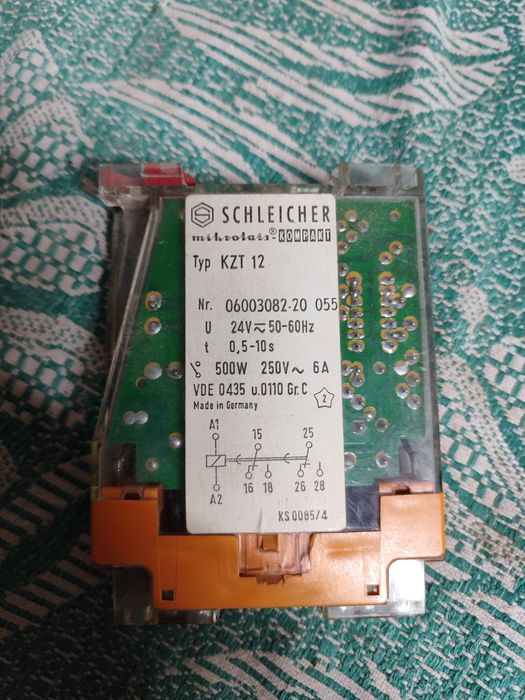 SCHLEICHER
mikrolais® KOMPAKT
Typ KZT 12
Nr. 06003082-20 055
U 24V≂50-60Hz
t 0,5-10s
500W 250V~ 6A
VDE 0435 u.0110 Gr.C 2
Made in Germany
A1 15 25
A2 16 18 26 28
KS 0085/4